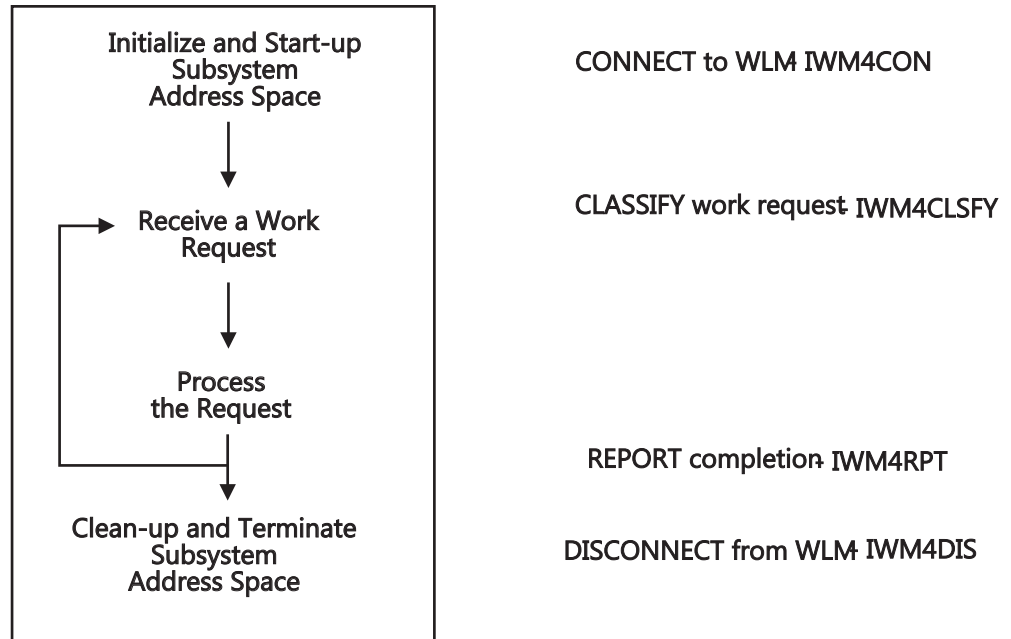 Initialize and Start-up
Subsystem
Address Space
CONNECT to WLM - IWM4CON
Receive a Work
Request
CLASSIFY work request - IWM4CLSFY
Process
the Request
REPORT completion - IWM4RPT
Clean-up and Terminate
Subsystem
Address Space
DISCONNECT from WLM - IWM4DIS